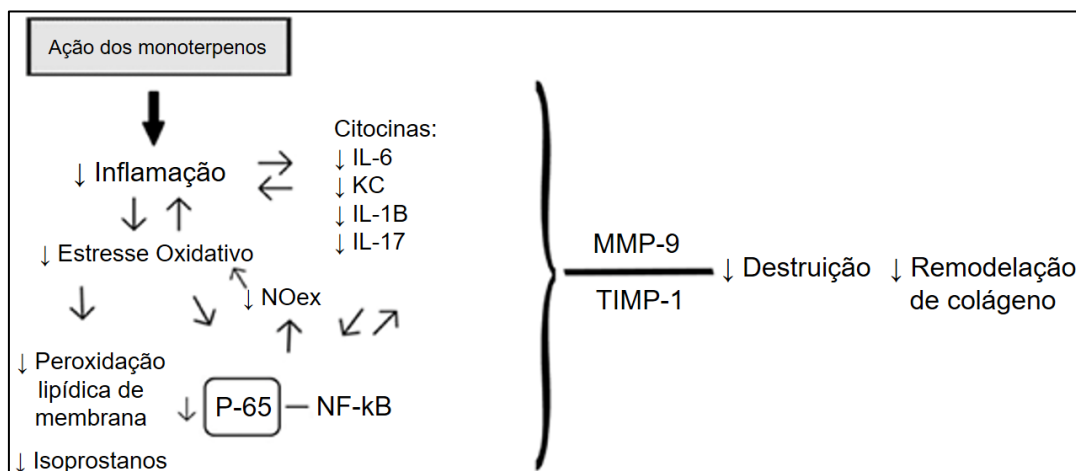 Ação dos monoterpenos
↓ Inflamação
Citocinas:
↓ IL-6
↓ KC
↓ IL-1B
↓ IL-17
↓ Estresse Oxidativo
↓ NOex
↓ Peroxidação
lipídica de
membrana
↓ P-65 — NF-kB
↓ Isoprostanos
MMP-9
TIMP-1
↓ Destruição
↓ Remodelação
de colágeno